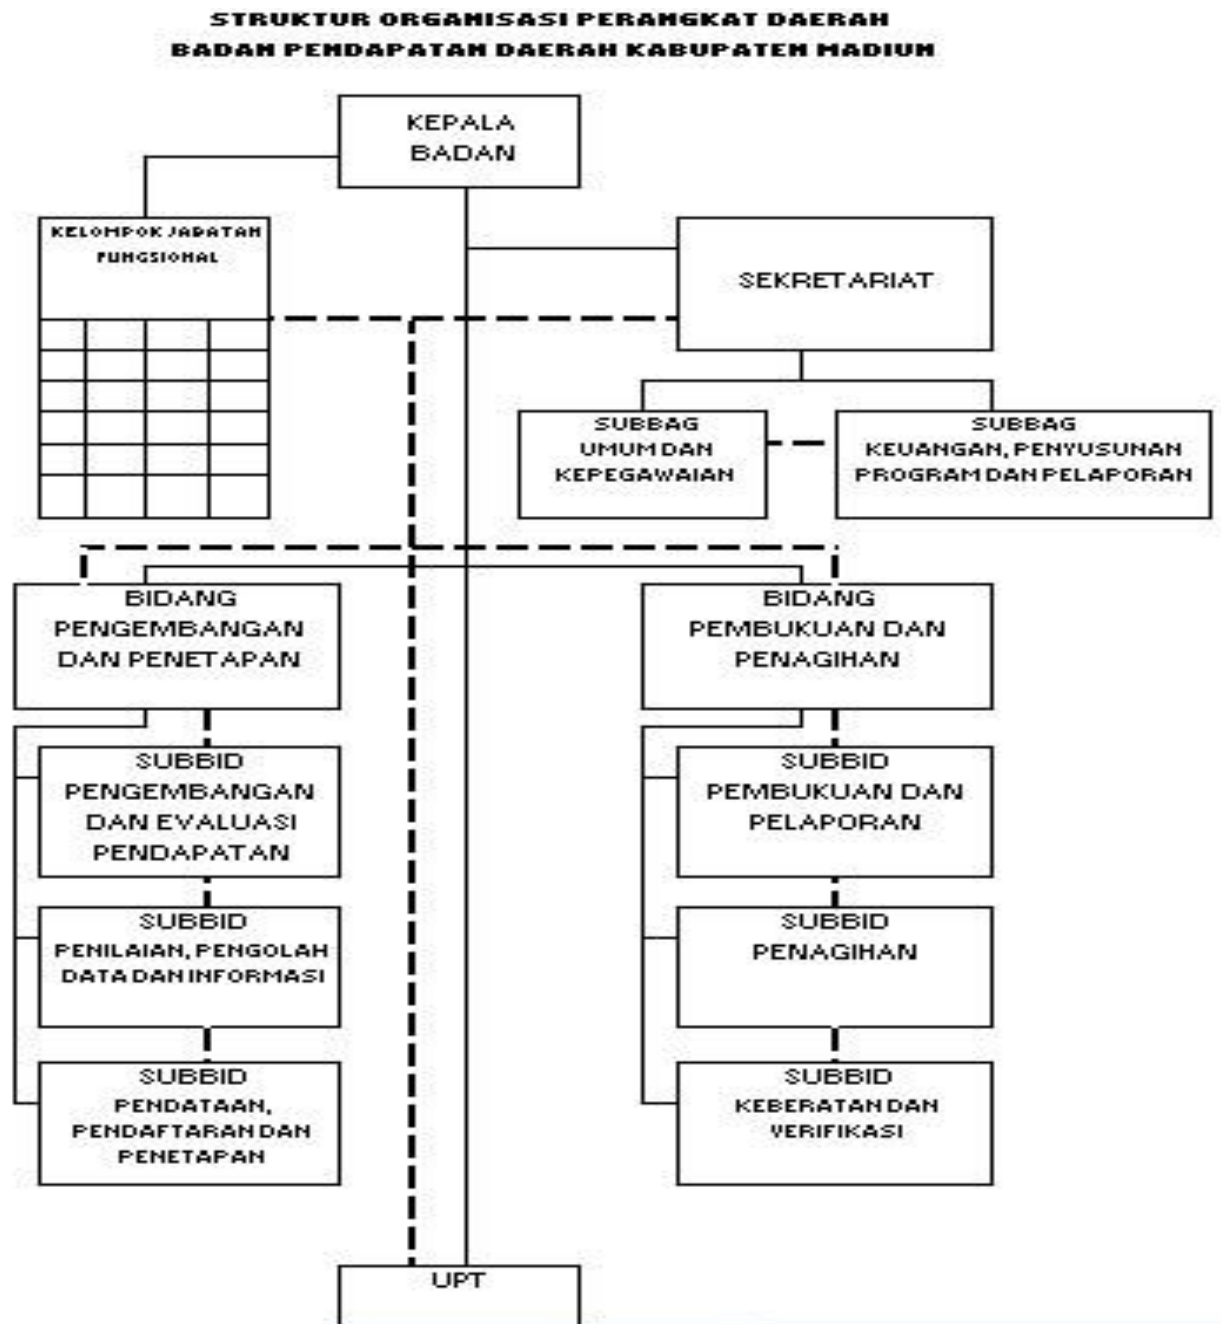 STRUKTUR ORGANISASI PERANGKAT DAERAH
BADAN PENDAPATAN DAERAH KABUPATEN MADIUN
KEPALA
BADAN
KELOMPOK JABATAN
FUNGSIONAL
SEKRETARIAT
SUBBAG
UMUM DAN
KEPEGAWAIAN
SUBBAG
KEUANGAN, PENYUSUNAN
PROGRAM DAN PELAPORAN
BIDANG
PENGEMBANGAN
DAN PENETAPAN
BIDANG
PEMBUKUAN DAN
PENAGIHAN
SUBBID
PENGEMBANGAN
DAN EVALUASI
PENDAPATAN
SUBBID
PEMBUKUAN DAN
PELAPORAN
SUBBID
PENILAIAN, PENGOLAH
DATA DAN INFORMASI
SUBBID
PENAGIHAN
SUBBID
PENDATAAN,
PENDAFTARAN DAN
PENETAPAN
SUBBID
KEBERATAN DAN
VERIFIKASI
UPT